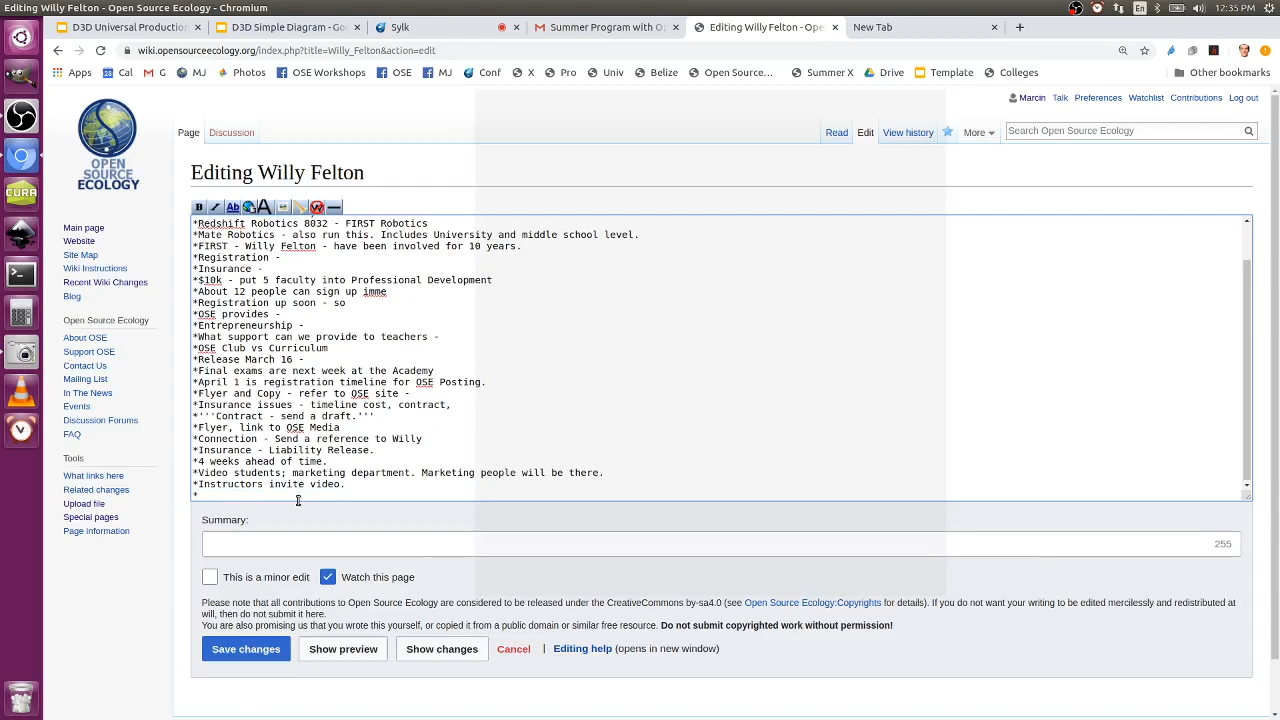 Editing Willy Felton - Open Source Ecology - Chromium
En
12:35 PM
D3D Universal Production
D3D Simple Diagram - Go
Sylk
Summer Program with O
Editing Willy Felton - Ope
New Tab
wiki.opensourceecology.org/index.php?title=Willy_Felton&action=edit
Apps
Cal
G
MJ
Photos
OSE Workshops
OSE
MJ
Conf
X
Pro
Univ
Belize
Open Source...
Summer X
Drive
Template
Colleges
Other bookmarks
Marcin
Talk
Preferences
Watchlist
Contributions
Log out
OPEN
SOURCE
ECOLOGY
Page
Discussion
Read
Edit
View history
More
Search Open Source Ecology
Editing Willy Felton
*Redshift Robotics 8032 - FIRST Robotics
*Mate Robotics - also run this. Includes University and middle school level.
*FIRST - Willy Felton - have been involved for 10 years.
*Registration -
*Insurance -
*$10k - put 5 faculty into Professional Development
*About 12 people can sign up imme
*Registration up soon - so
*OSE provides -
*Entrepreneurship -
*What support can we provide to teachers -
*OSE Club vs Curriculum
*Release March 16 -
*Final exams are next week at the Academy
*April 1 is registration timeline for OSE Posting.
*Flyer and Copy - refer to OSE site -
*Insurance issues - timeline cost, contract,
*'''Contract - send a draft.'''
*Flyer, link to OSE Media
*Connection - Send a reference to Willy
*Insurance - Liability Release.
*4 weeks ahead of time.
*Video students; marketing department. Marketing people will be there.
*Instructors invite video.
*
Main page
Website
Site Map
Wiki Instructions
Recent Wiki Changes
Blog
Open Source Ecology
About OSE
Support OSE
Contact Us
Mailing List
In The News
Events
Discussion Forums
FAQ
Tools
What links here
Related changes
Upload file
Special pages
Page information
Summary:
255
This is a minor edit
Watch this page
Please note that all contributions to Open Source Ecology are considered to be released under the CreativeCommons by-sa4.0 (see Open Source Ecology:Copyrights for details). If you do not want your writing to be edited mercilessly and redistributed at
will, then do not submit it here.
You are also promising us that you wrote this yourself, or copied it from a public domain or similar free resource. Do not submit copyrighted work without permission!
Save changes
Show preview
Show changes
Cancel
|
Editing help (opens in new window)
CURA